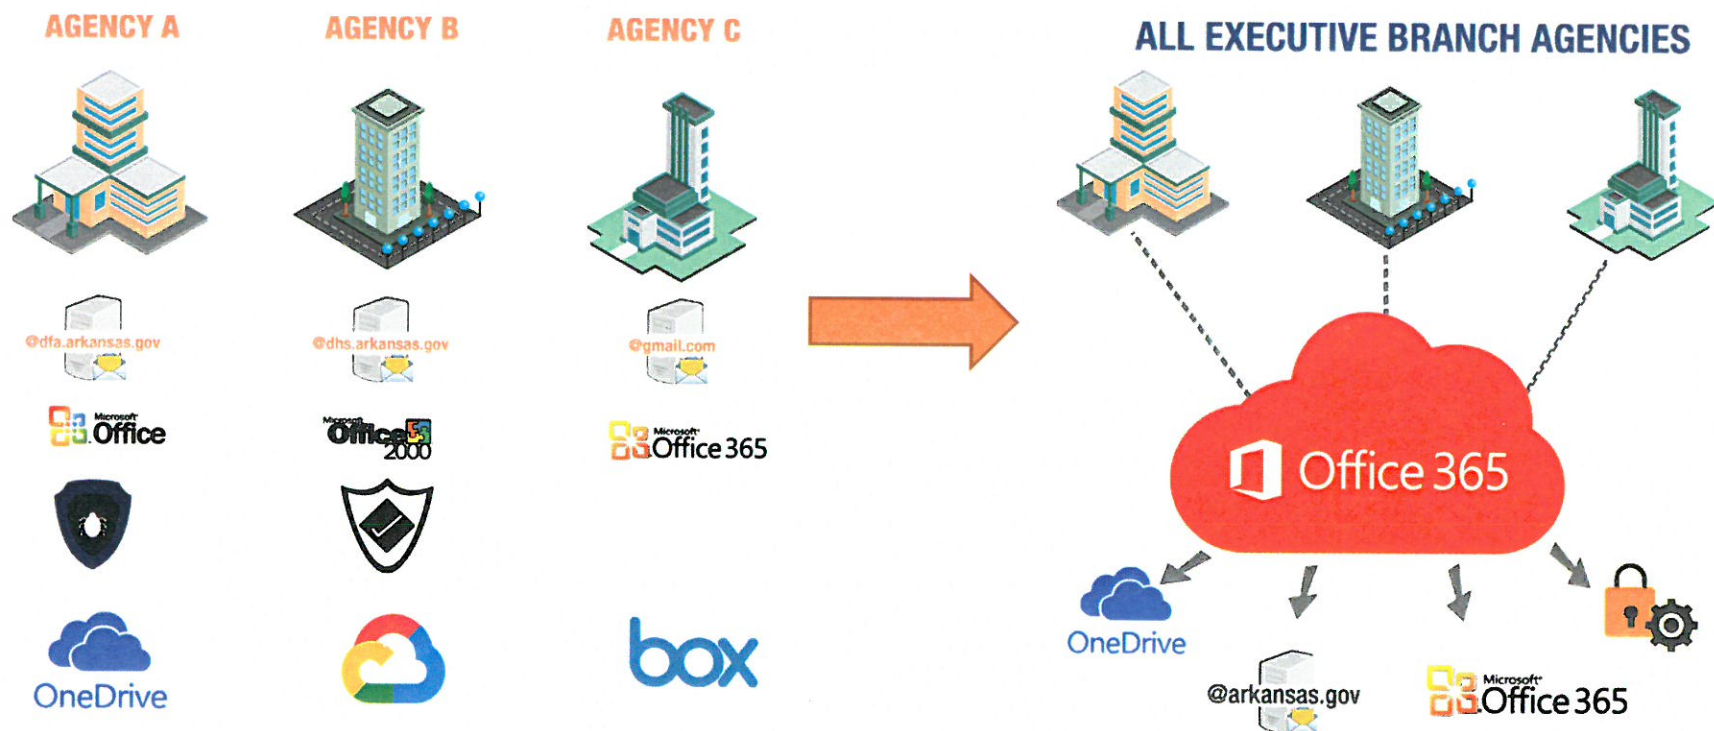 AGENCY A
AGENCY B
AGENCY C
ALL EXECUTIVE BRANCH AGENCIES
@dfa.arkansas.gov
@dhs.arkansas.gov
@gmail.com
Microsoft
Office
Microsoft
Office
2000
Microsoft
Office 365
Office 365
OneDrive
box
OneDrive
@arkansas.gov
Microsoft
Office 365